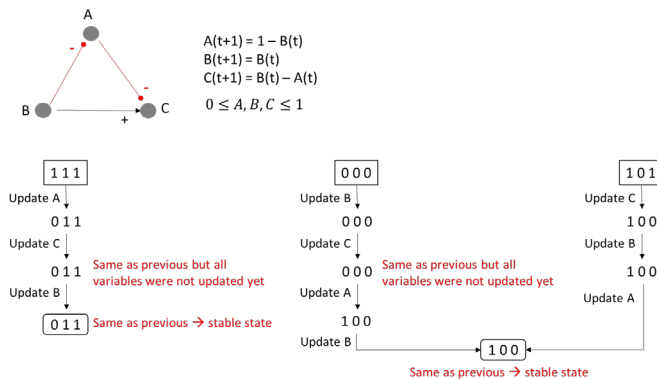 A
B
C
-
-
+
A(t+1) = 1 – B(t)
B(t+1) = B(t)
C(t+1) = B(t) – A(t)
0 ≤ A, B, C ≤ 1
1 1 1
Update A
0 1 1
Update C
0 1 1
Same as previous but all
variables were not updated yet
Update B
0 1 1
Same as previous → stable state
0 0 0
Update B
0 0 0
Update C
0 0 0
Same as previous but all
variables were not updated yet
Update A
1 0 0
Update B
1 0 1
Update C
1 0 0
Update B
1 0 0
Update A
1 0 0
Same as previous → stable state